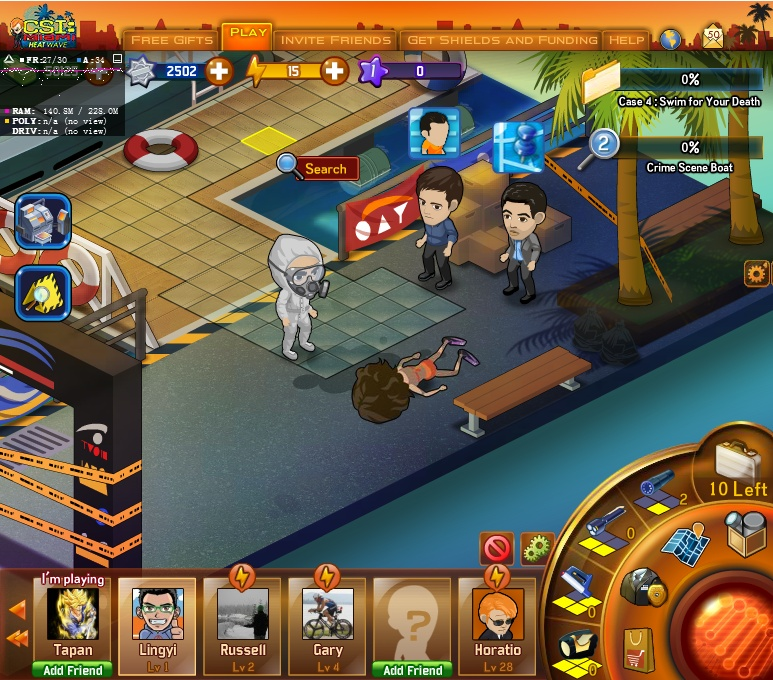 CSI:
miami
HEAT WAVE
FREE GIFTS
PLAY
INVITE FRIENDS
GET SHIELDS AND FUNDING
HELP
50
FR:27/30 A:34
RAM: 140.8M / 228.0M
POLY:n/a (no view)
DRIV:n/a (no view)
2502
15
1
0
0%
Case 4 : Swim for Your Death
2
0%
Crime Scene Boat
Search
10 Left
2
0
0
0
I'm playing
Tapan
Add Friend
Lingyi
Lv 1
Russell
Lv 2
Gary
Lv 4
?
Add Friend
Horatio
Lv 28